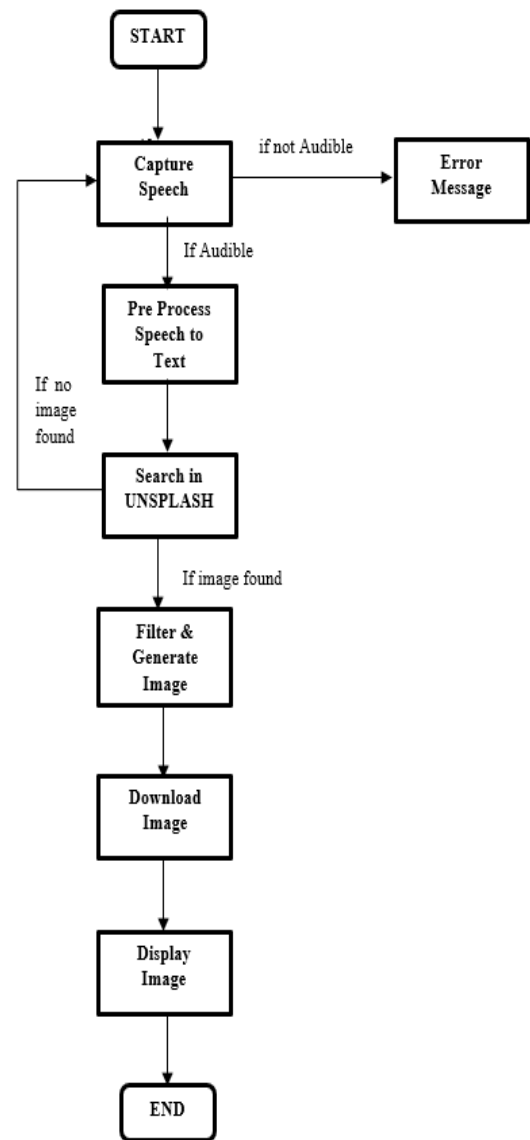 START
if not Audible
Capture
Speech
Error
Message
If Audible
Pre Process
Speech to
Text
If  no
image
found
Search in
UNSPLASH
If image found
Filter &
Generate
Image
Download
Image
Display
Image
END